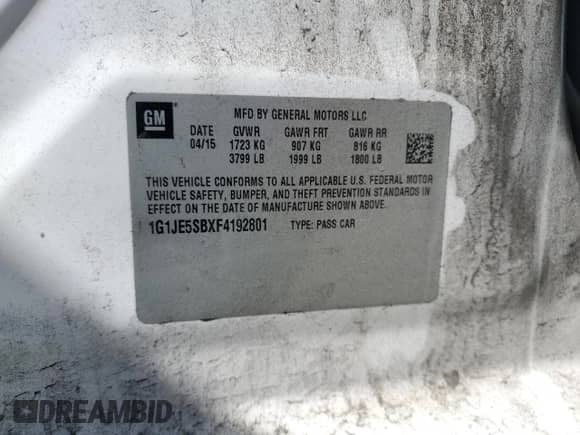 GM
MFD BY GENERAL MOTORS LLC
DATE GVWR GAWR FRT GAWR RR
04/15 1723 KG 907 KG 816 KG
3799 LB 1999 LB 1800 LB
THIS VEHICLE CONFORMS TO ALL APPLICABLE U.S. FEDERAL MOTOR
VEHICLE SAFETY, BUMPER, AND THEFT PREVENTION STANDARDS
IN EFFECT ON THE DATE OF MANUFACTURE SHOWN ABOVE.
1G1JE5SBXF4192801 TYPE: PASS CAR
DREAMBID